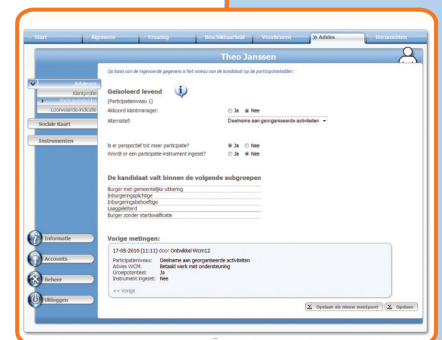 Start Algemeen Ervaring Beschikbaarheid Voorkeuren >> Advies Documenten
Theo Janssen
Op basis van de ingevoerde gegevens is het niveau van de kandidaat op de participatieladder:
Adviezen
Klantprofiel
Loonwaarde-indicatie
Sociale Kaart
Instrumenten
Geïsoleerd levend
(Participatieniveau 1)
Akkoord klantmanager: Ja Nee
Alternatief: Deelname aan georganiseerde activiteiten
Is er perspectief tot meer participatie? Ja Nee
Wordt er een participatie-instrument ingezet? Ja Nee
De kandidaat valt binnen de volgende subgroepen
Burger met gemeentelijke uitkering
Inburgeringsplichtige
Inburgeringsbehoeftige
Laaggeletterd
Burger zonder startkwalificatie
Informatie
Accounts
Beheer
Uitloggen
Vorige metingen:
17-05-2010 (11:11) door Ontwikkel Wcm12
Participatieniveau: Deelname aan georganiseerde activiteiten
Advies WCM: Betaald werk met ondersteuning
Groeipotentieel: Ja
Instrument ingezet: Nee
<< Vorige
Opslaan als nieuw meetpunt Opslaan